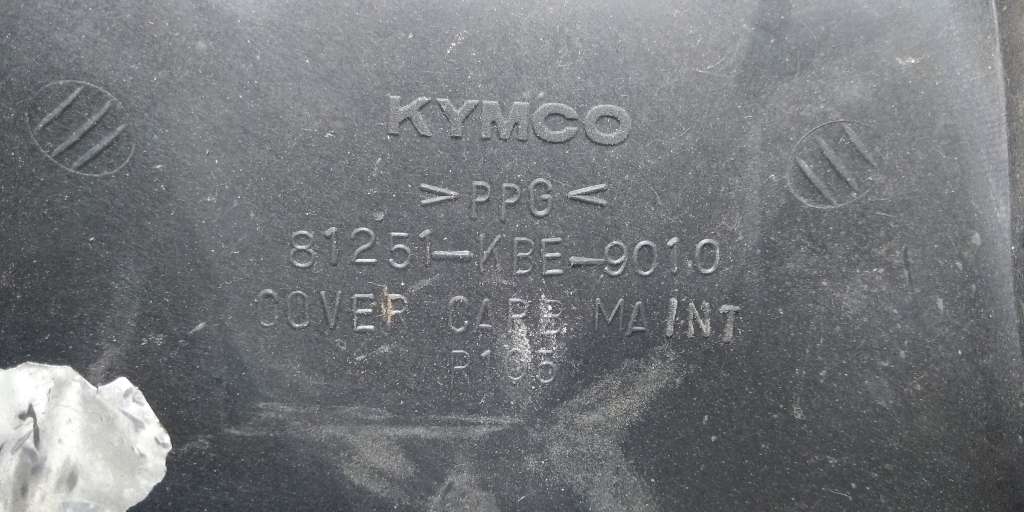 KYMCO
>PPG<
81251-KBE-9010
COVER CARB MAINT
R105